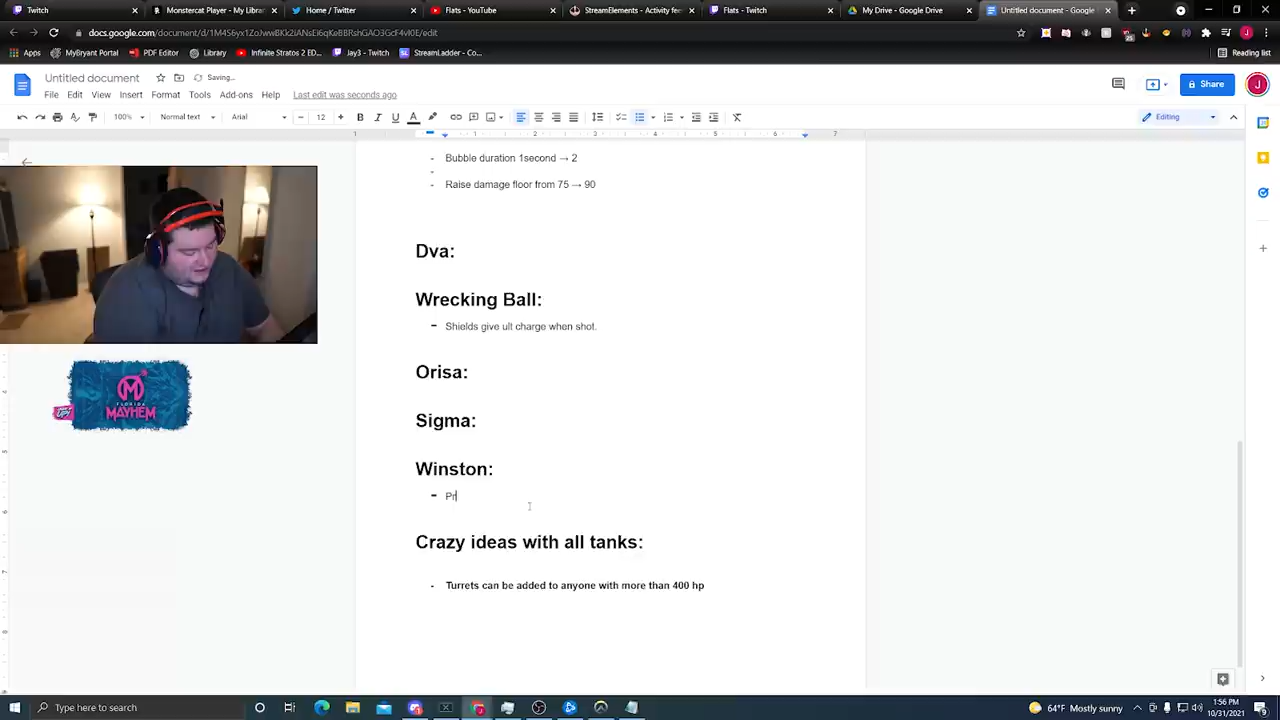 Twitch
Monstercat Player - My Librar
Home / Twitter
Flats - YouTube
StreamElements - Activity fee
Flats - Twitch
My Drive - Google Drive
Untitled document - Google
docs.google.com/document/d/
Apps
MyBryant Portal
PDF Editor
Library
Infinite Stratos 2 ED...
Jay3 - Twitch
StreamLadder - Co...
Reading list
Untitled document
Saving...
File Edit View Insert Format Tools Add-ons Help Last edit was seconds ago
Share
100% Normal text Arial 12 Editing
- Bubble duration 1second → 2
-
- Raise damage floor from 75 → 90
Dva:
Wrecking Ball:
- Shields give ult charge when shot.
Orisa:
Sigma:
Winston:
- Pr
Crazy ideas with all tanks:
- Turrets can be added to anyone with more than 400 hp
FLORIDA
MAYHEM
Type here to search
64°F Mostly sunny
1:56 PM
10/31/2021